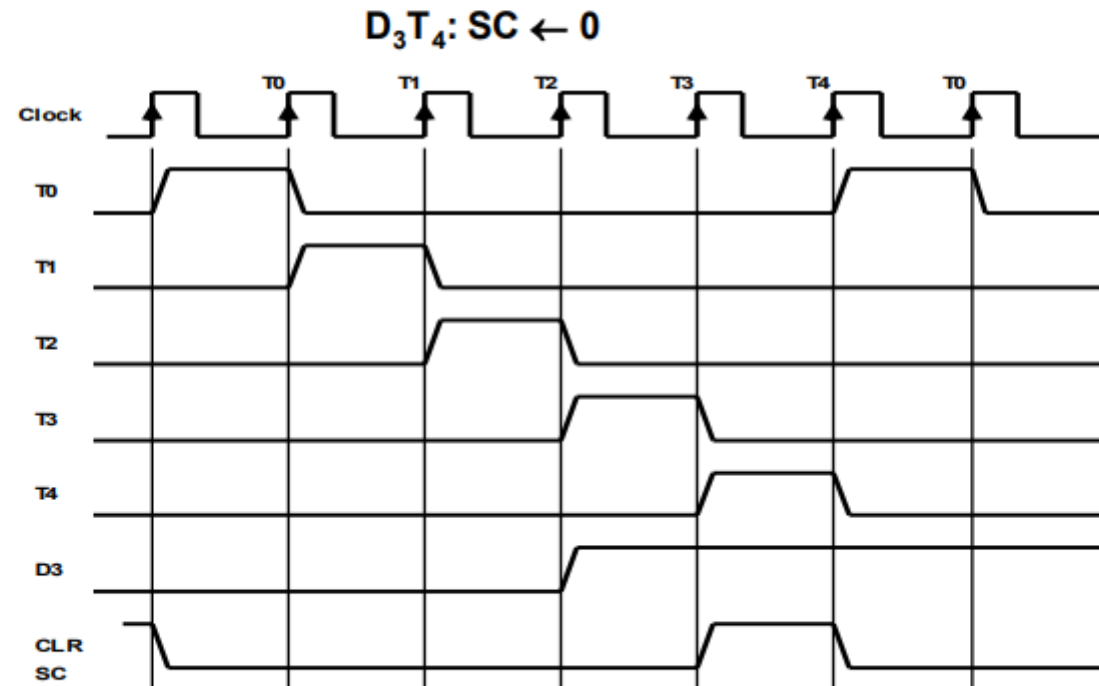 D₃T₄: SC ← 0
T0 T1 T2 T3 T4 T0
Clock
T0
T1
T2
T3
T4
D3
CLR
SC